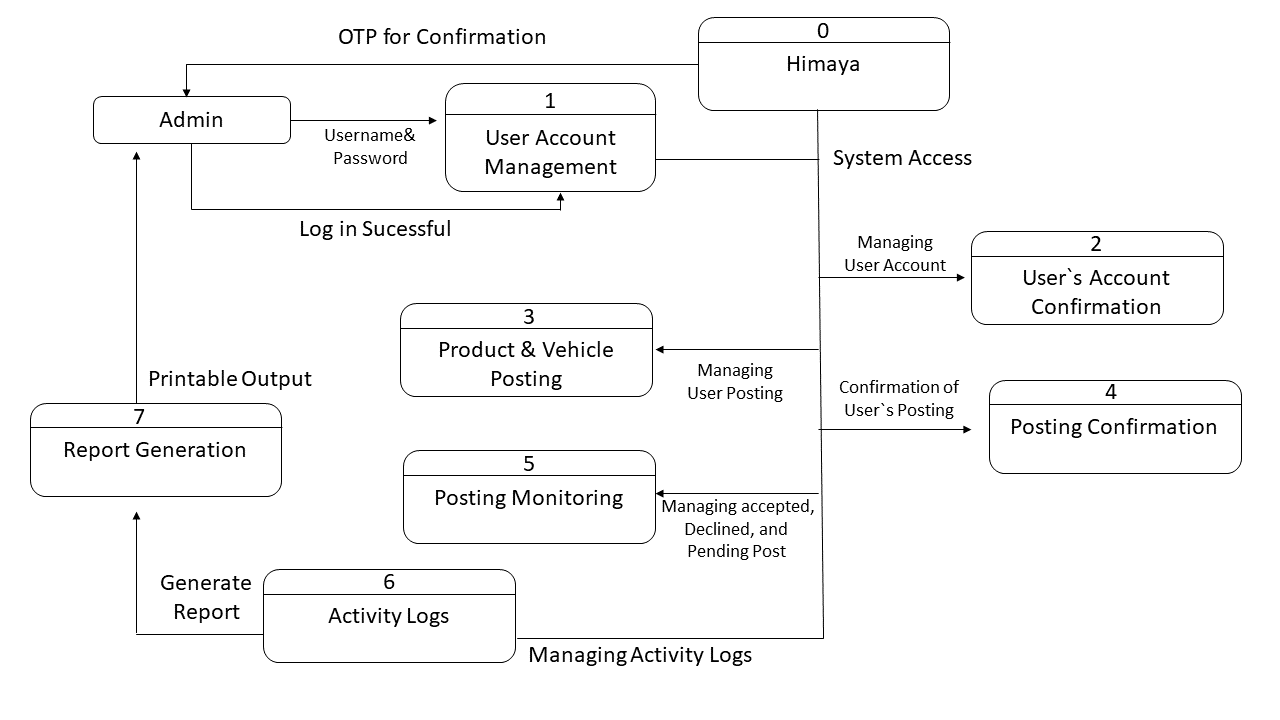 OTP for Confirmation
0
Himaya
Admin
Username&
Password
1
User Account
Management
System Access
Log in Sucessful
Managing
User Account
2
User`s Account
Confirmation
3
Product & Vehicle
Posting
Managing
User Posting
Confirmation of
User`s Posting
4
Posting Confirmation
Printable Output
7
Report Generation
5
Posting Monitoring
Managing accepted,
Declined, and
Pending Post
Generate
Report
6
Activity Logs
Managing Activity Logs